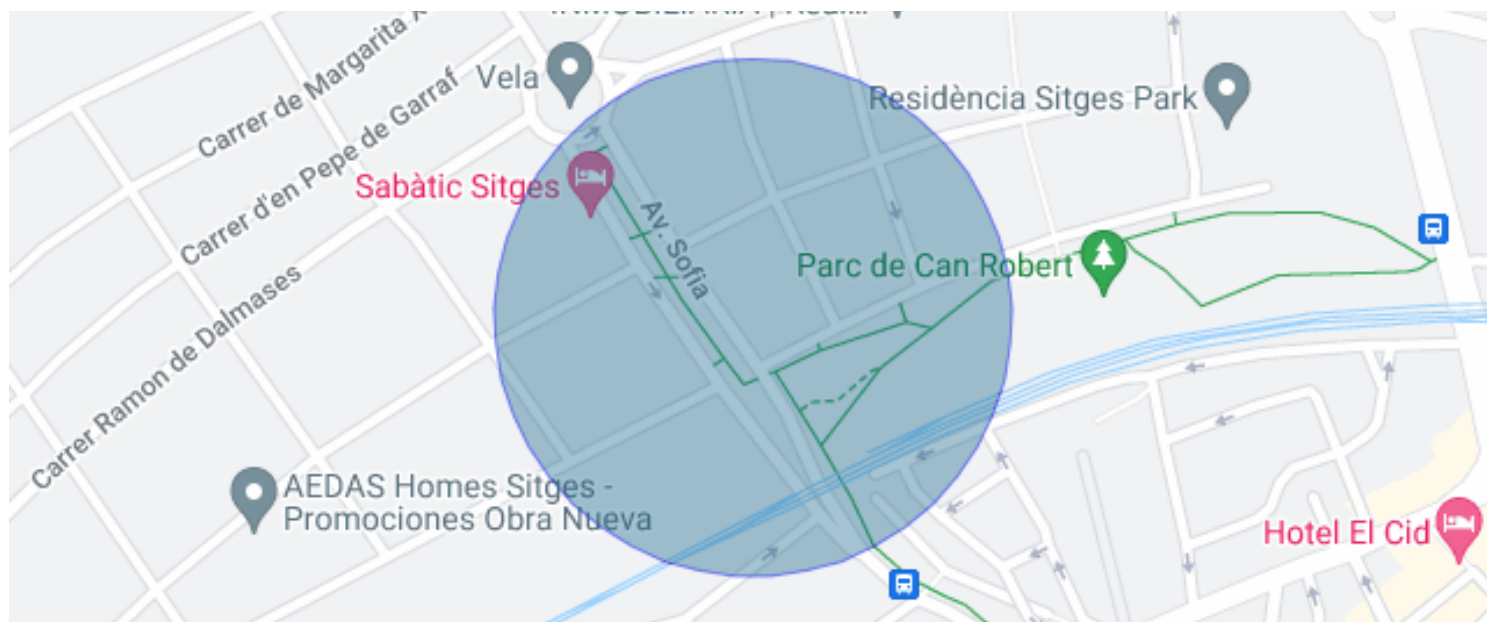 Carrer de Margarita
Vela
Residència Sitges Park
Carrer d'en Pepe de Garraf
Sabàtic Sitges
Av. Sofia
Parc de Can Robert
Carrer Ramon de Dalmases
AEDAS Homes Sitges -
Promociones Obra Nueva
Hotel El Cid